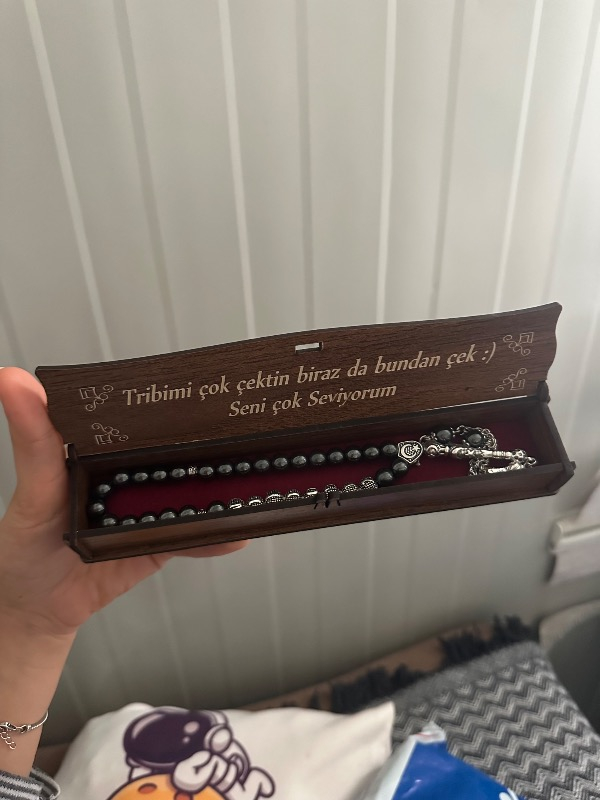 Tribimi çok çektin biraz da bundan çek :)
Seni çok Seviyorum